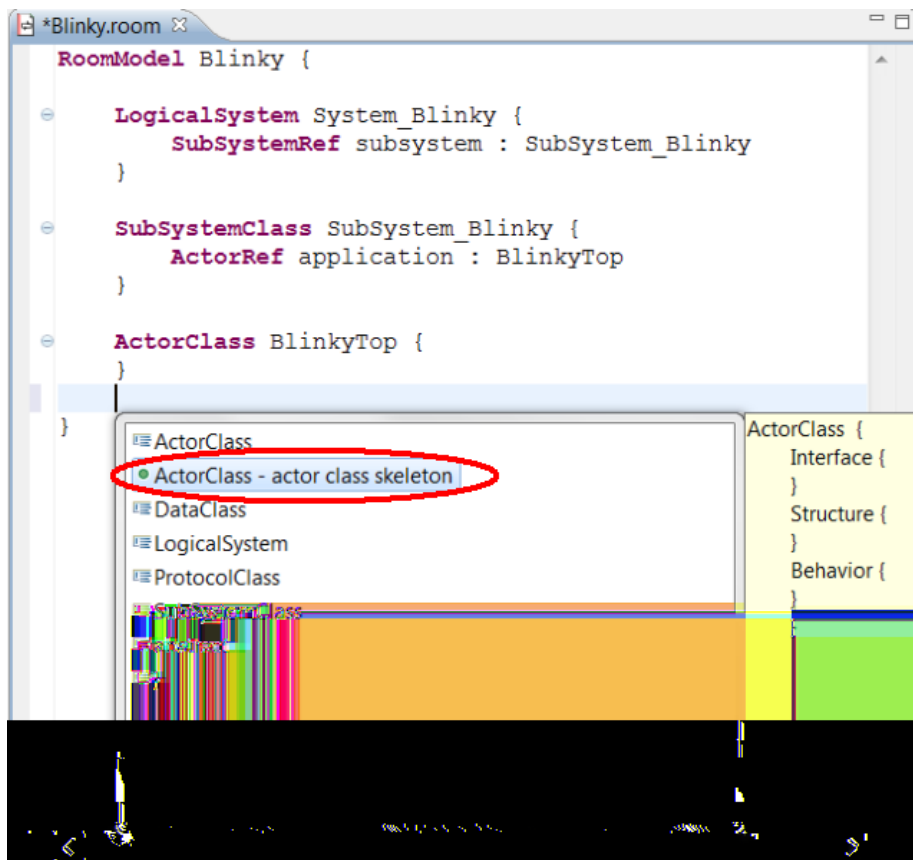 *Blinky.room
RoomModel Blinky {
LogicalSystem System_Blinky {
SubSystemRef subsystem : SubSystem_Blinky
}
SubSystemClass SubSystem_Blinky {
ActorRef application : BlinkyTop
}
ActorClass BlinkyTop {
}
}
ActorClass
ActorClass - actor class skeleton
DataClass
LogicalSystem
ProtocolClass
SubSystemClass
ActorClass {
Interface {
}
Structure {
}
Behavior {
}